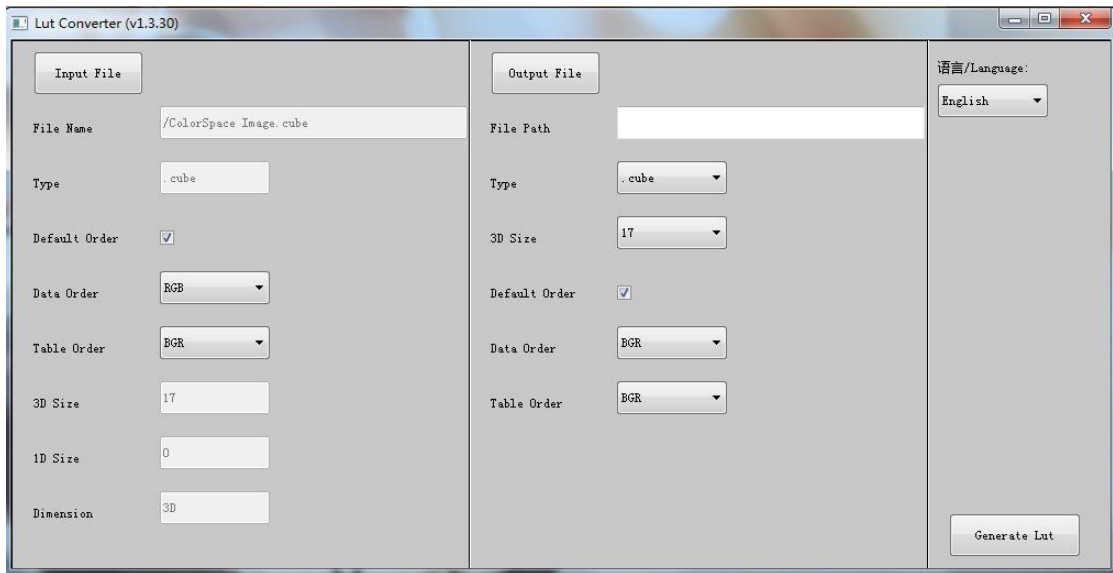 Lut Converter (v1.3.30)
Input File
File Name /ColorSpace Image.cube
Type .cube
Default Order
Data Order RGB
Table Order BGR
3D Size 17
1D Size 0
Dimension 3D
Output File
File Path
Type .cube
3D Size 17
Default Order
Data Order BGR
Table Order BGR
语言/Language:
English
Generate Lut